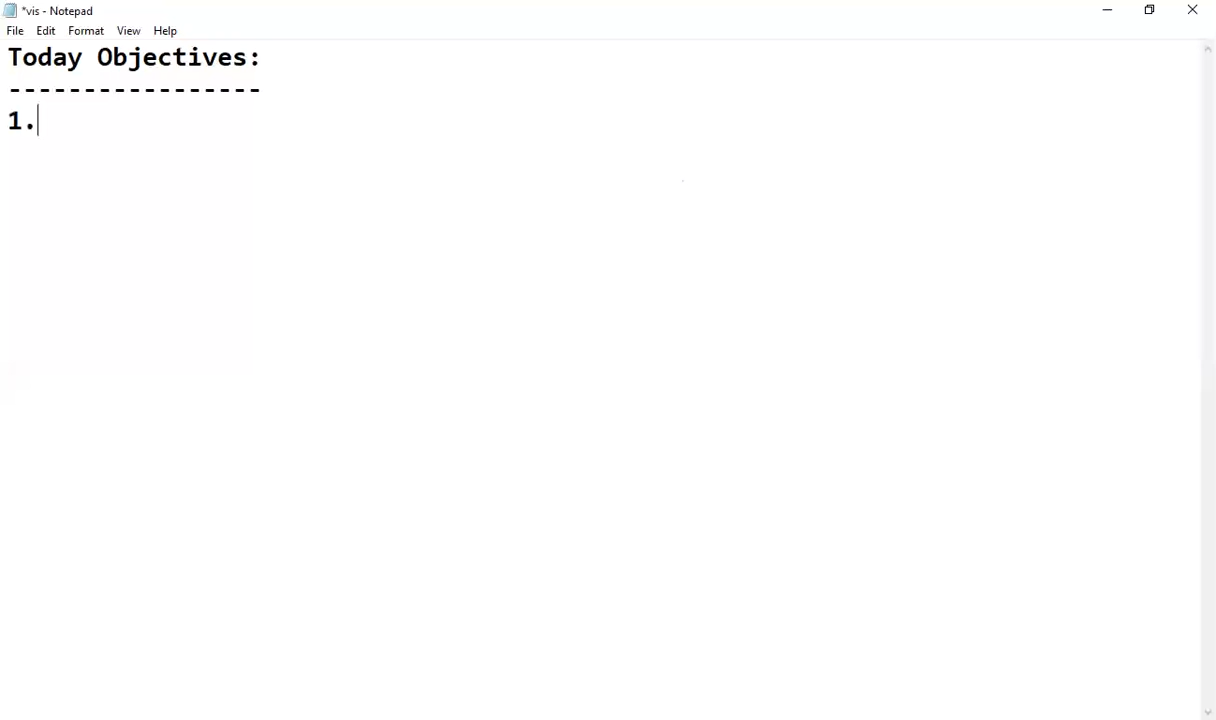 *vis - Notepad
File Edit Format View Help
Today Objectives:
-----------------
1.